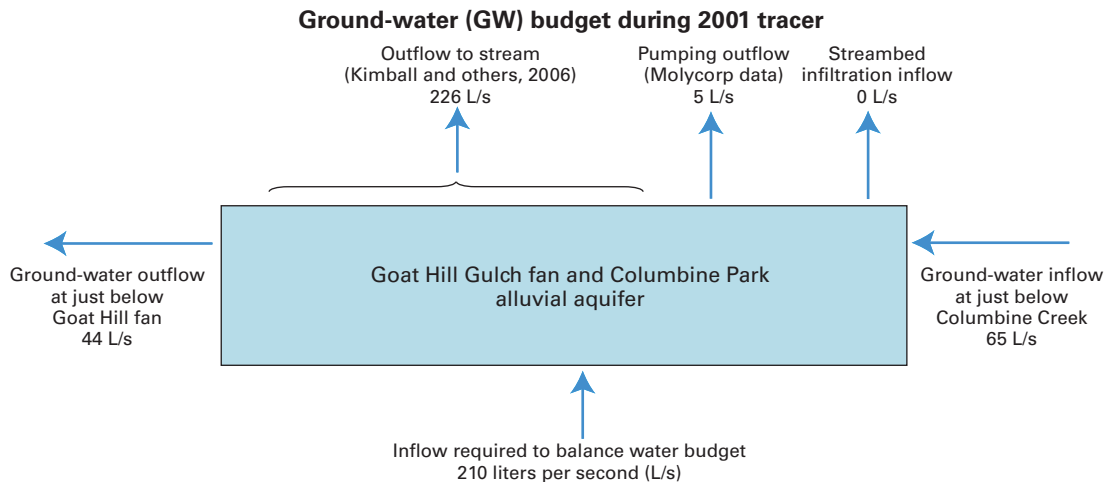 Ground-water (GW) budget during 2001 tracer
Outflow to stream
(Kimball and others, 2006)
226 L/s
Pumping outflow
(Molycorp data)
5 L/s
Streambed
infiltration inflow
0 L/s
Ground-water outflow
at just below
Goat Hill fan
44 L/s
Goat Hill Gulch fan and Columbine Park
alluvial aquifer
Ground-water inflow
at just below
Columbine Creek
65 L/s
Inflow required to balance water budget
210 liters per second (L/s)